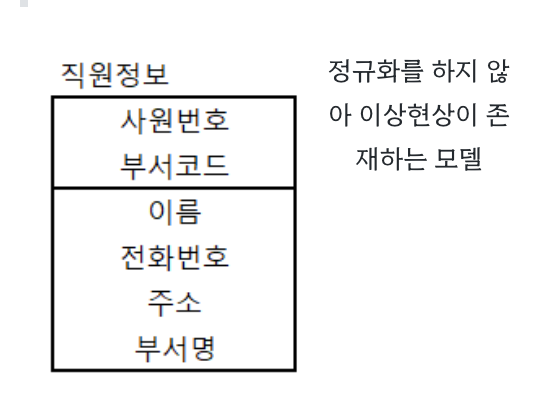 직원정보
사원번호
부서코드
이름
전화번호
주소
부서명
정규화를 하지 않
아 이상현상이 존
재하는 모델